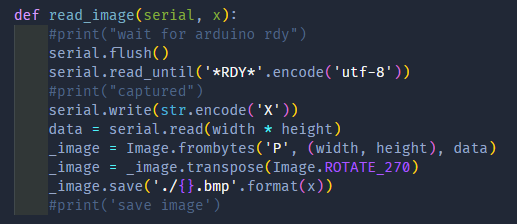 def read_image(serial, x):
    #print("wait for arduino rdy")
    serial.flush()
    serial.read_until('*RDY*'.encode('utf-8'))
    #print("captured")
    serial.write(str.encode('X'))
    data = serial.read(width * height)
    _image = Image.frombytes('P', (width, height), data)
    _image = _image.transpose(Image.ROTATE_270)
    _image.save('./{}.bmp'.format(x))
    #print('save image')